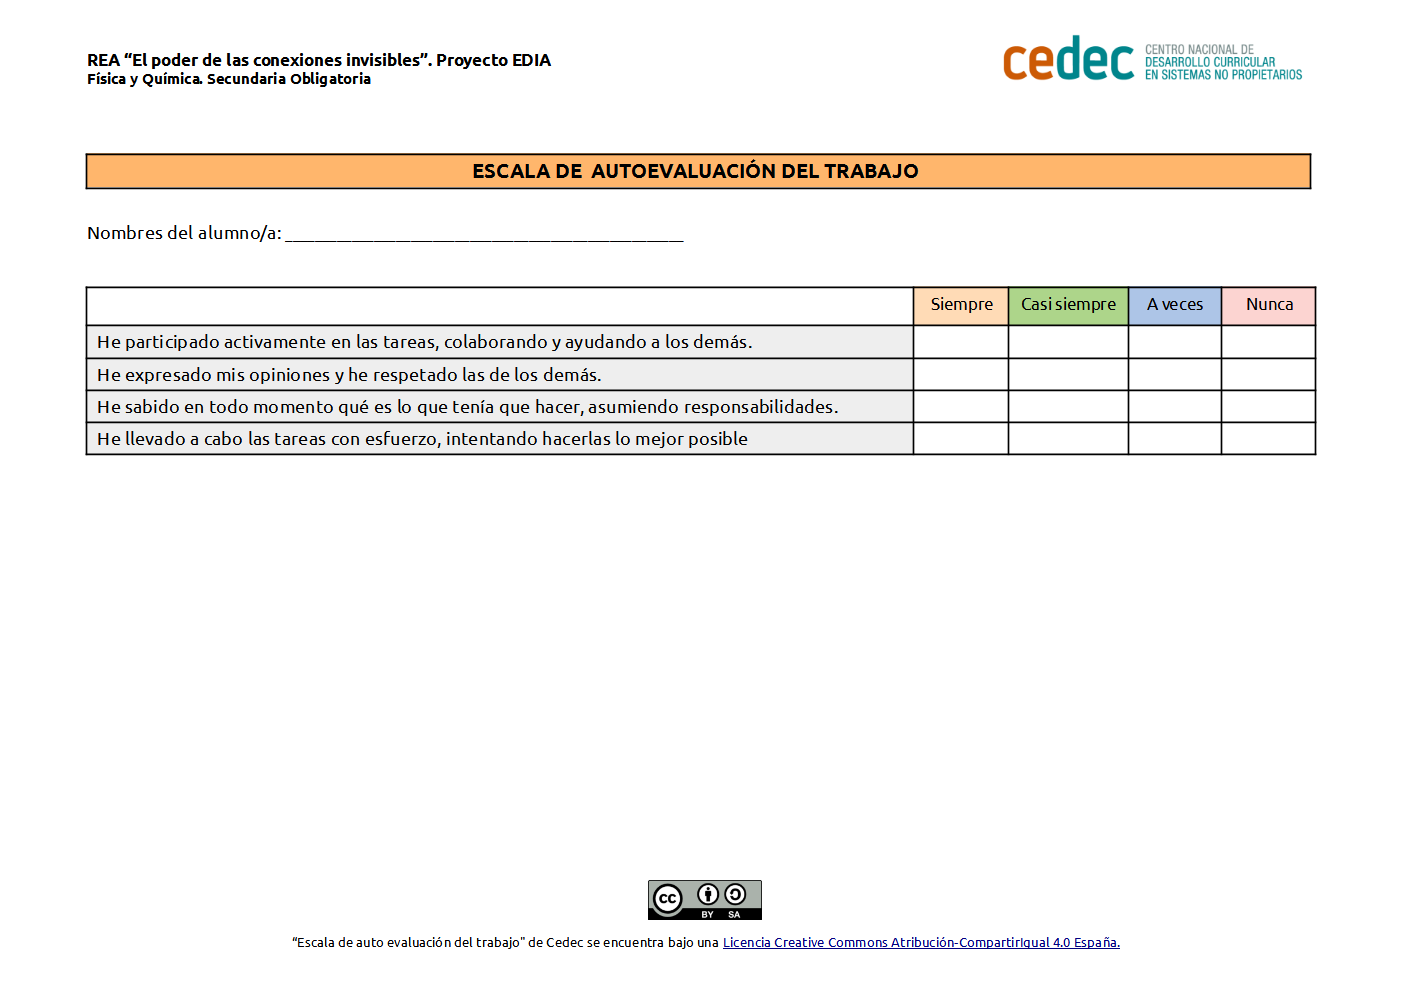 REA “El poder de las conexiones invisibles”. Proyecto EDIA
Física y Química. Secundaria Obligatoria
cedec
CENTRO NACIONAL DE
DESARROLLO CURRICULAR
EN SISTEMAS NO PROPIETARIOS
ESCALA DE AUTOEVALUACIÓN DEL TRABAJO
Nombres del alumno/a: ______________________________________________
Siempre Casi siempre A veces Nunca
He participado activamente en las tareas, colaborando y ayudando a los demás.
He expresado mis opiniones y he respetado las de los demás.
He sabido en todo momento qué es lo que tenía que hacer, asumiendo responsabilidades.
He llevado a cabo las tareas con esfuerzo, intentando hacerlas lo mejor posible
cc
BY SA
“Escala de auto evaluación del trabajo" de Cedec se encuentra bajo una Licencia Creative Commons Atribución-CompartirIgual 4.0 España.